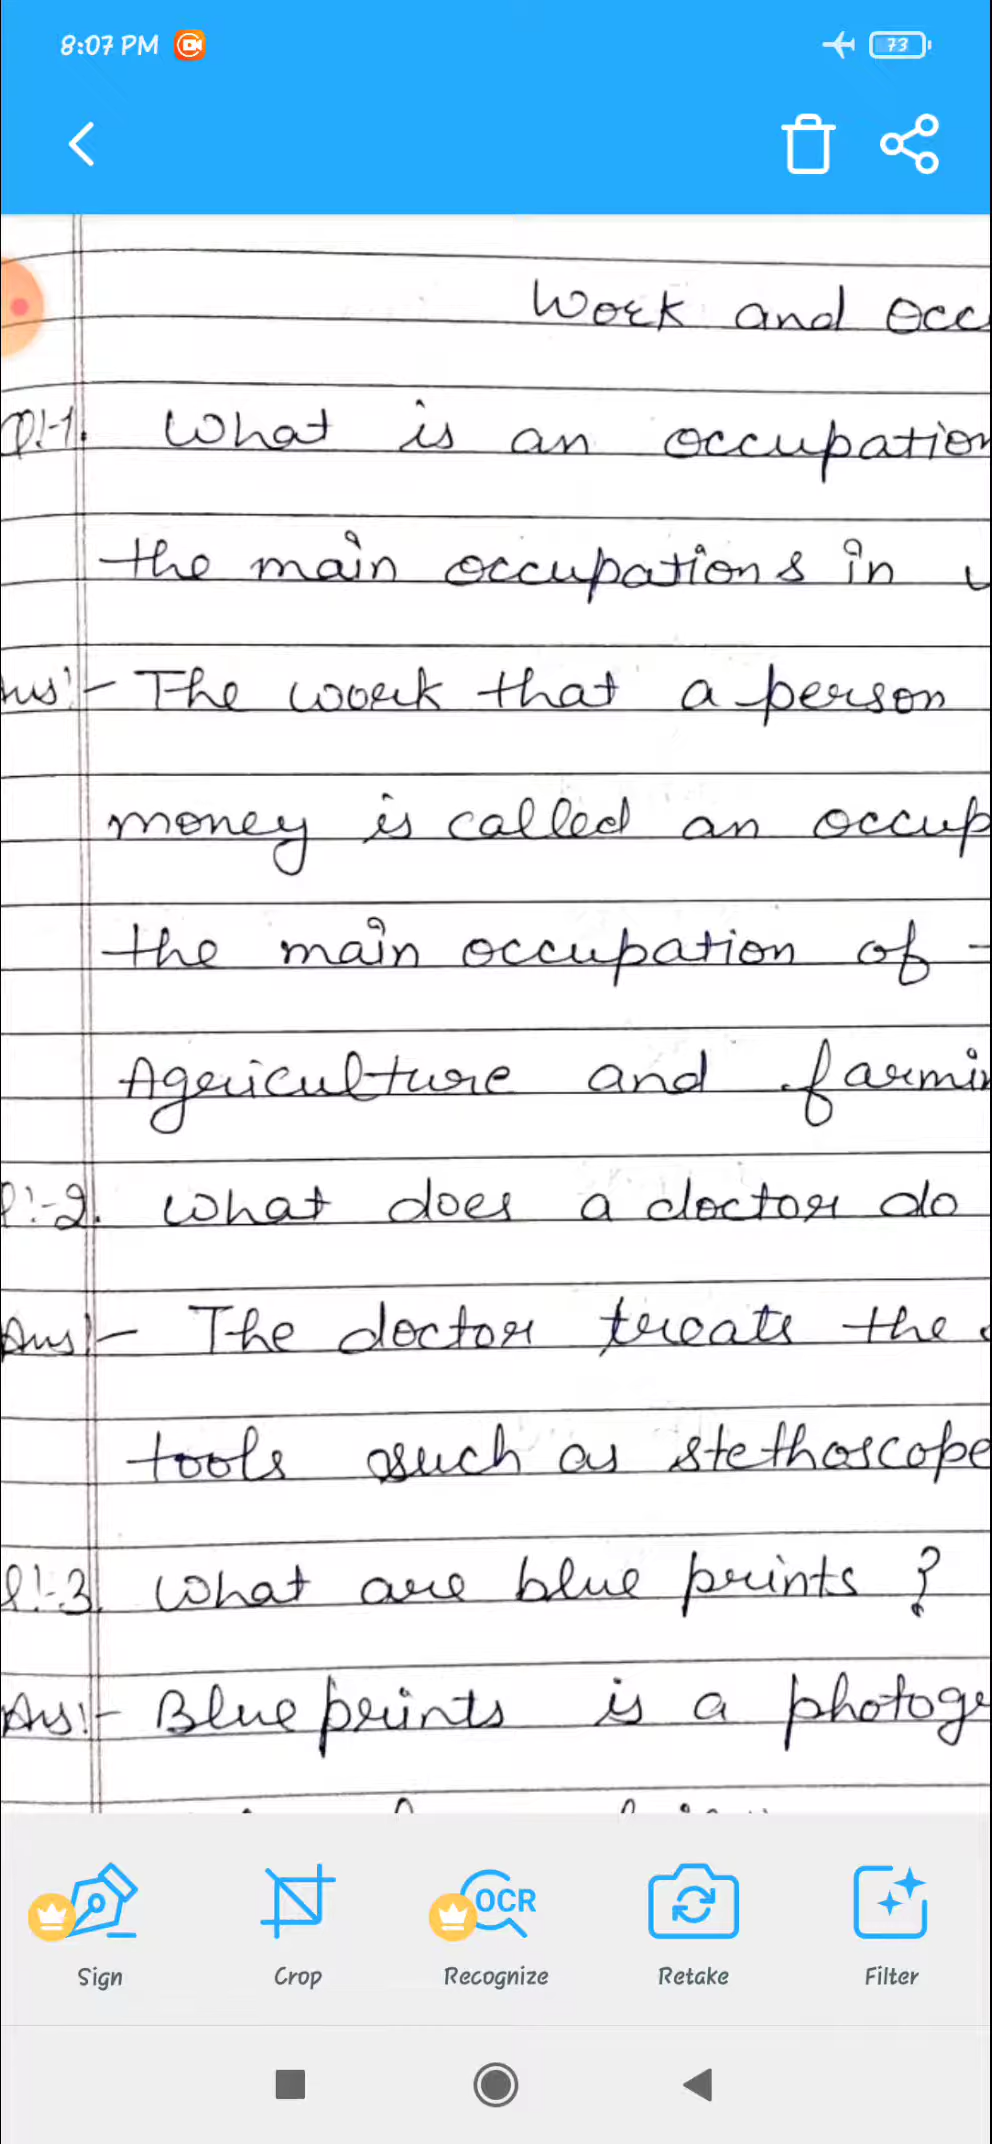 8:07 PM
73
Work and Occ
Q:-1. What is an occupation
the main occupations in
Ans:- The work that a person
money is called an occup
the main occupation of
Agriculture and farmin
Q:-2. What does a doctor do
Ans:- The doctor treats the
tools such as stethoscope
Q:-3. What are blue prints ?
Ans:- Blue prints is a photogr
OCR
Sign Crop Recognize Retake Filter